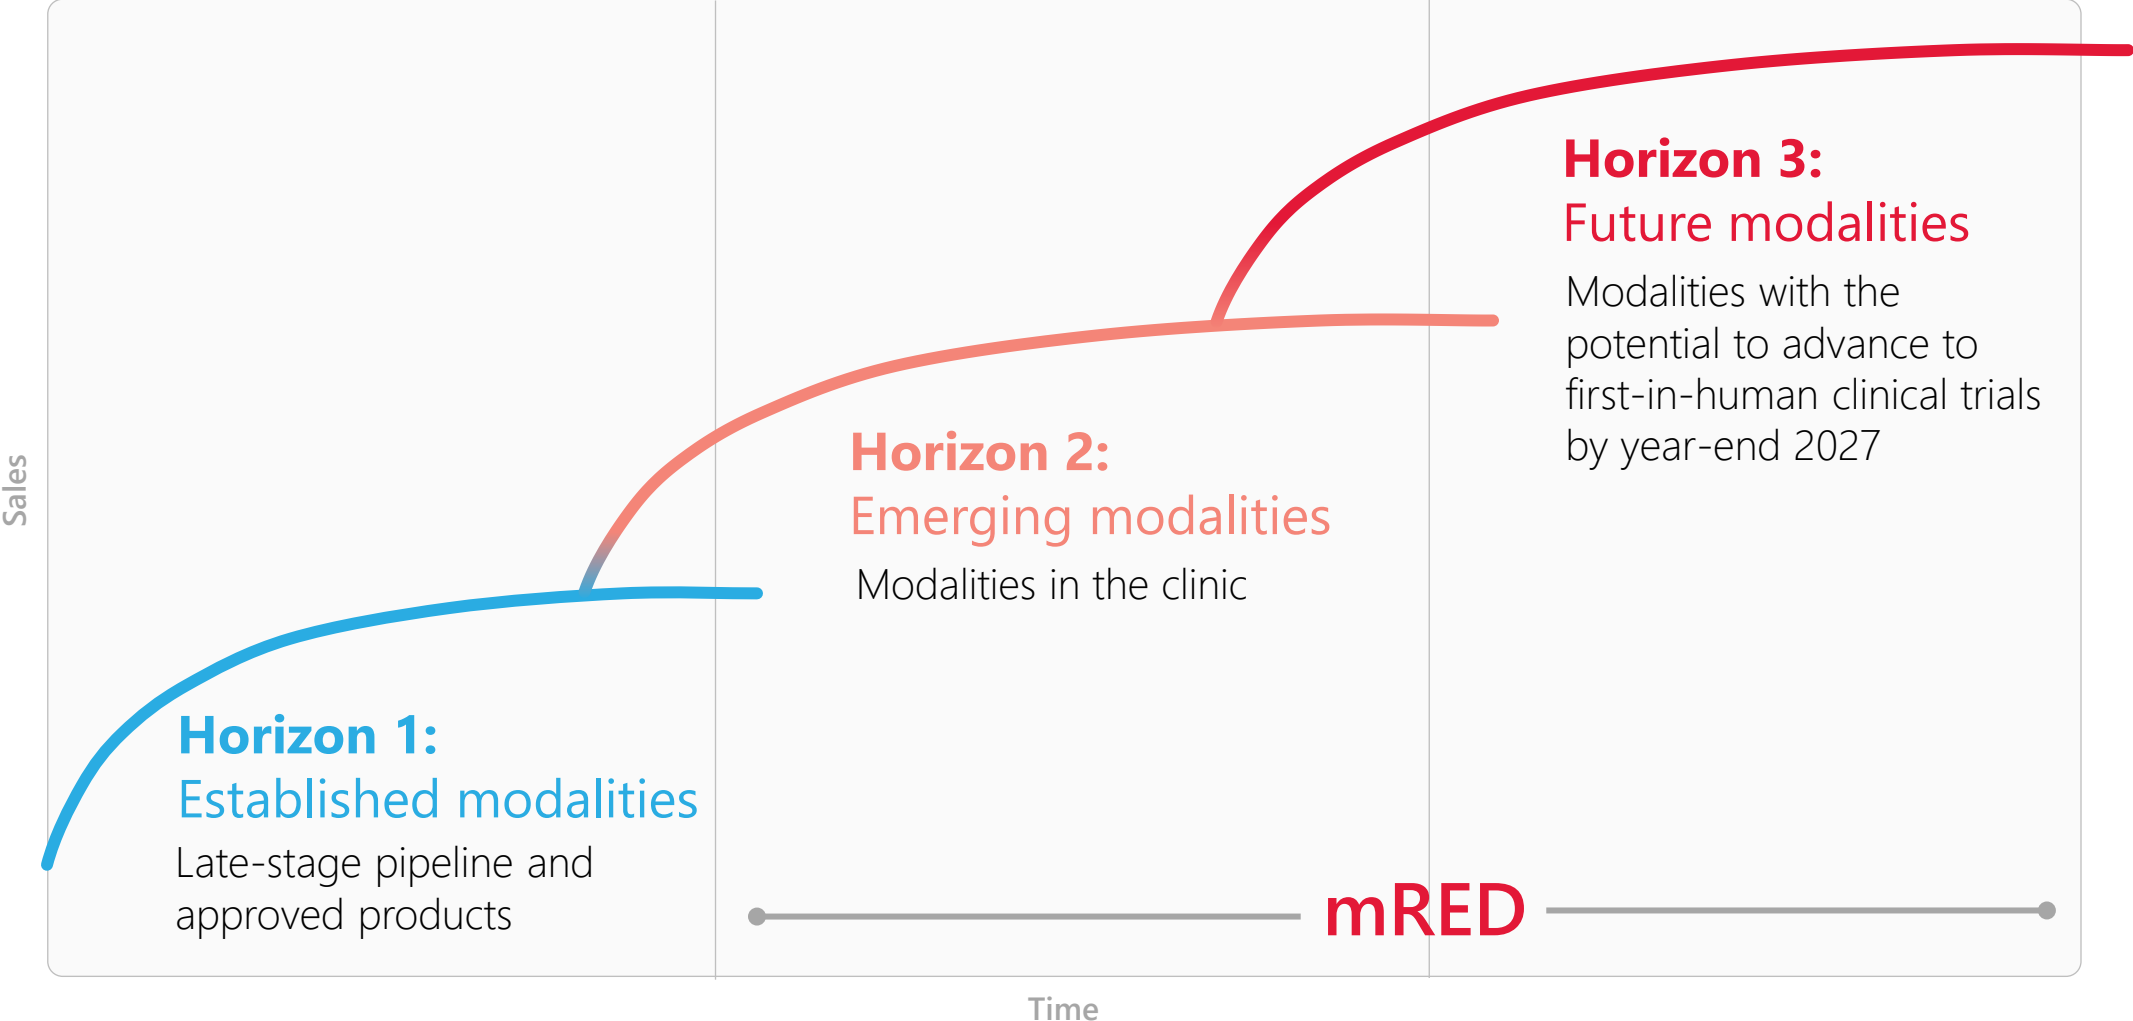 Sales
Horizon 1:
Established modalities
Late-stage pipeline and
approved products
Horizon 2:
Emerging modalities
Modalities in the clinic
Horizon 3:
Future modalities
Modalities with the
potential to advance to
first-in-human clinical trials
by year-end 2027
mRED
Time